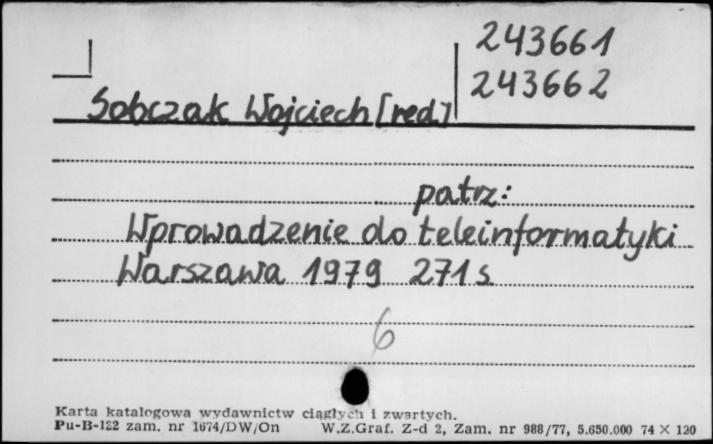 243661
243662
Sobczak Wojciech [red.]
patrz:
Wprowadzenie do teleinformatyki
Warszawa 1979 271 s
6
Karta katalogowa wydawnictw ciągłych i zwartych.
Pu-B-122 zam. nr 1674/DW/On W.Z.Graf. Z-d 2, Zam. nr 988/77, 5.650.000 74 × 120